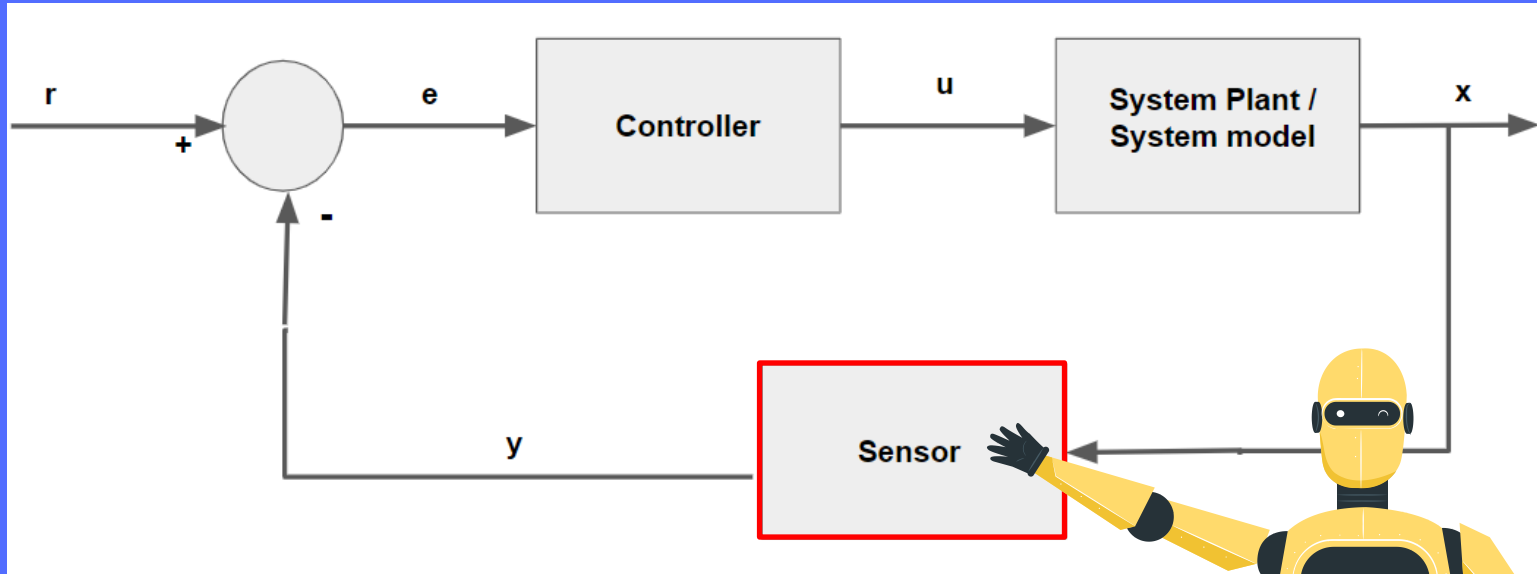 r
+
-
e
Controller
u
System Plant /
System model
x
Sensor
y